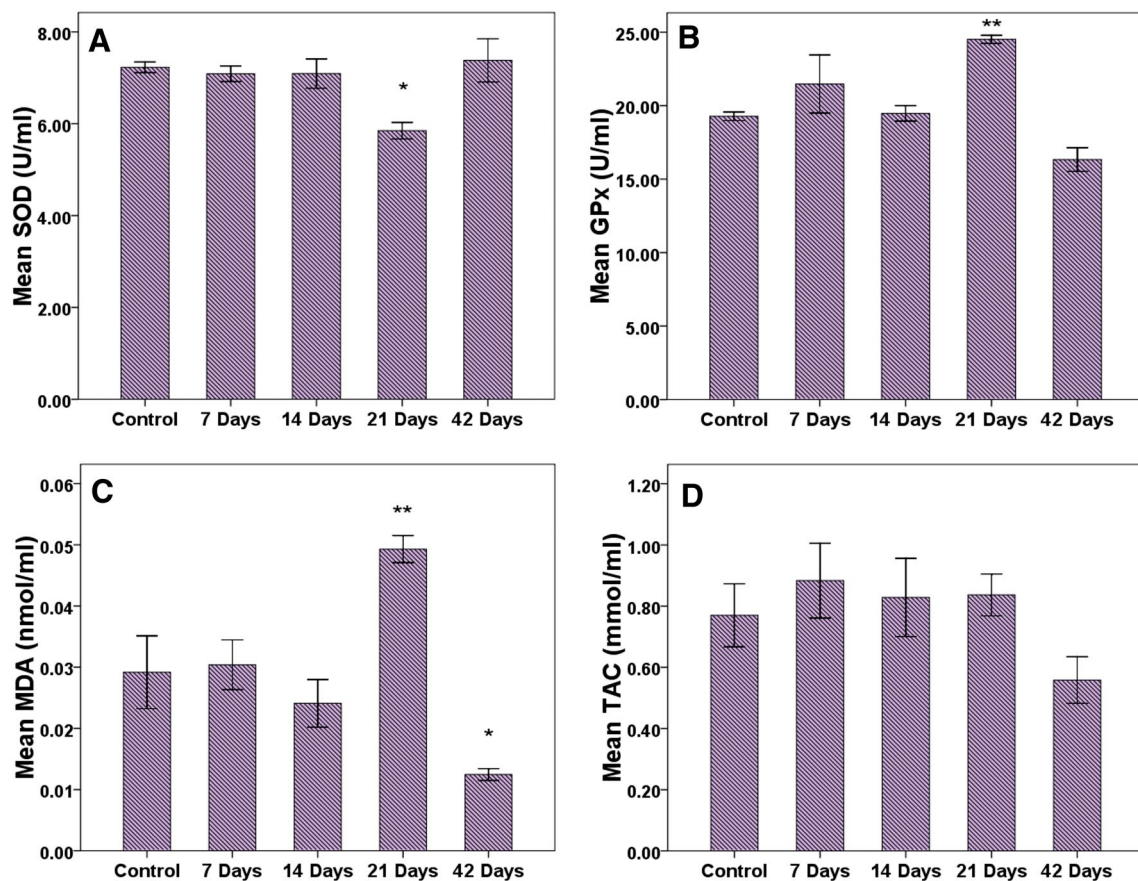 A
Mean SOD (U/ml)
8.00
6.00
4.00
2.00
0.00
*
Control 7 Days 14 Days 21 Days 42 Days
B
Mean GPx (U/ml)
25.00
20.00
15.00
10.00
5.00
0.00
**
Control 7 Days 14 Days 21 Days 42 Days
C
Mean MDA (nmol/ml)
0.06
0.05
0.04
0.03
0.02
0.01
0.00
**
*
Control 7 Days 14 Days 21 Days 42 Days
D
Mean TAC (mmol/ml)
1.20
1.00
0.80
0.60
0.40
0.20
0.00
Control 7 Days 14 Days 21 Days 42 Days